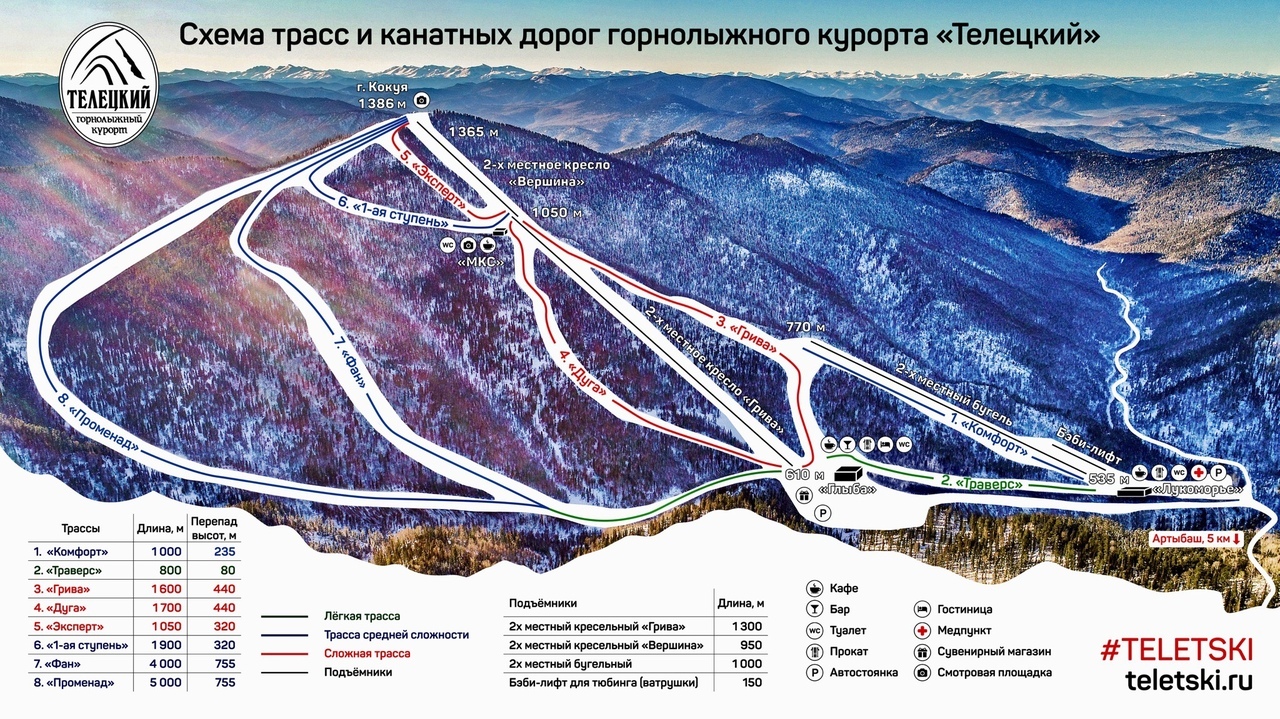 Схема трасс и канатных дорог горнолыжного курорта «Телецкий»
ТЕЛЕЦКИЙ
горнолыжный
курорт
г. Кокуя
1 386 м
1 365 м
2-х местное кресло
«Вершина»
5. «Эксперт»
6. «1-ая ступень»
1 050 м
WC
«МКС»
3. «Грива»
770 м
2-х местное кресло «Грива»
4. «Дуга»
7. «Фан»
8. «Променад»
2-х местный бугель
1. «Комфорт»
Бэби-лифт
WC
610 м
«Глыба»
P
2. «Траверс»
535 м
WC
P
«Лукоморье»
Артыбаш, 5 км
Трассы Длина, м Перепад высот, м
1. «Комфорт» 1 000 235
2. «Траверс» 800 80
3. «Грива» 1 600 440
4. «Дуга» 1 700 440
5. «Эксперт» 1 050 320
6. «1-ая ступень» 1 900 320
7. «Фан» 4 000 755
8. «Променад» 5 000 755
Лёгкая трасса
Трасса средней сложности
Сложная трасса
Подъёмники
Подъёмники Длина, м
2х местный кресельный «Грива» 1 300
2х местный кресельный «Вершина» 950
2х местный бугельный 1 000
Бэби-лифт для тюбинга (ватрушки) 150
Кафе
Бар
WC Туалет
Прокат
P Автостоянка
Гостиница
Медпункт
Сувенирный магазин
Смотровая площадка
#TELETSKI
teletski.ru